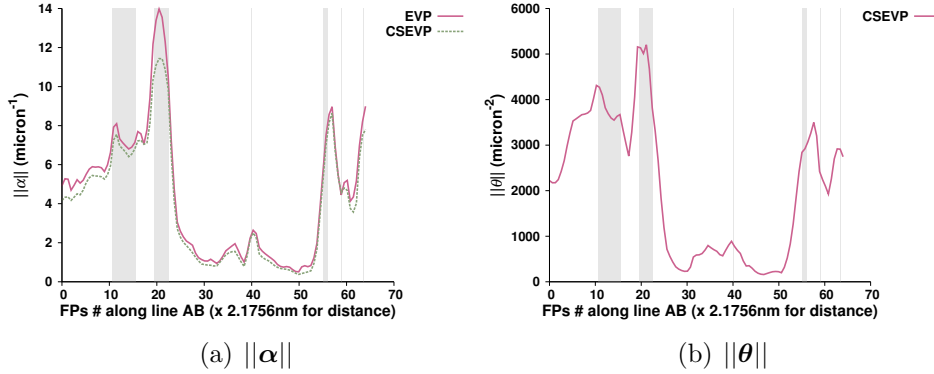 EVP
CSEVP
||α|| (micron⁻¹)
14
12
10
8
6
4
2
0
0 10 20 30 40 50 60 70
FPs # along line AB (x 2.1756nm for distance)
(a) ||α||
CSEVP
||θ|| (micron⁻²)
6000
5000
4000
3000
2000
1000
0
0 10 20 30 40 50 60 70
FPs # along line AB (x 2.1756nm for distance)
(b) ||θ||